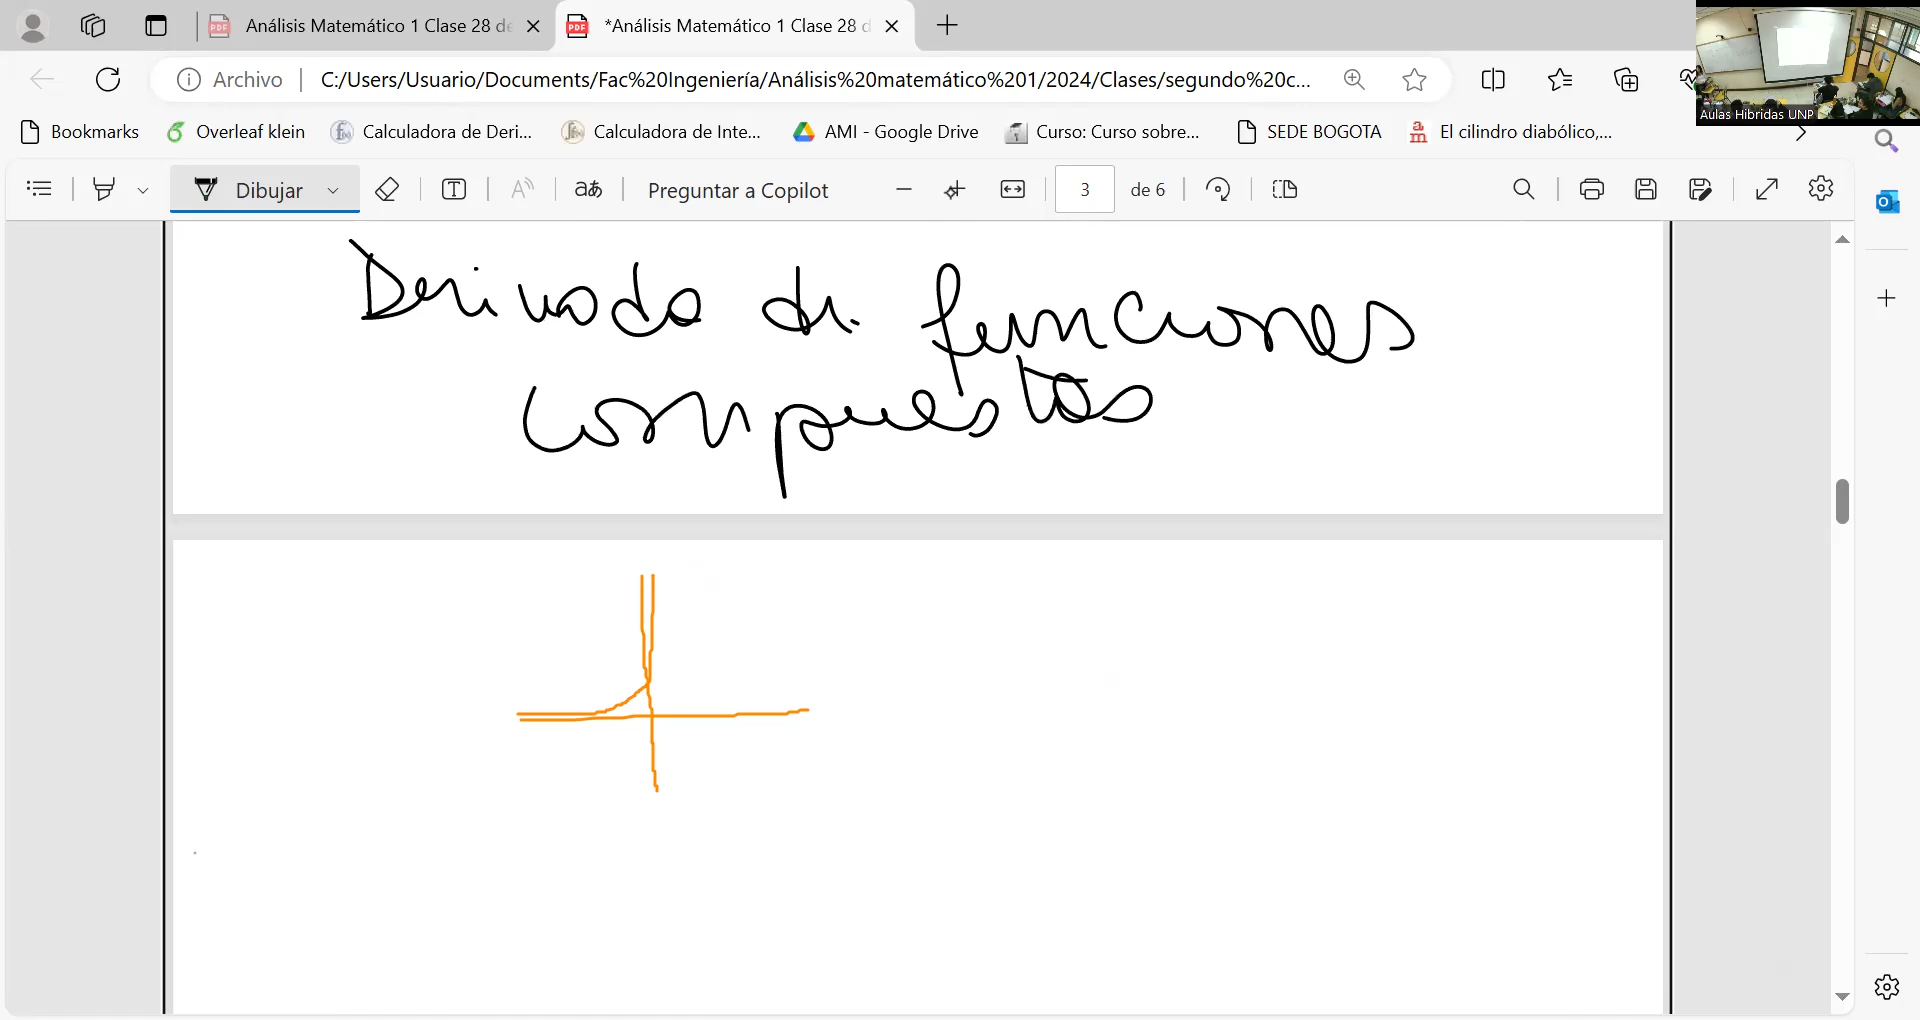 Análisis Matemático 1 Clase 28 de
*Análisis Matemático 1 Clase 28 d
Archivo
C:/Users/Usuario/Documents/Fac%20Ingeniería/Análisis%20matemático%201/2024/Clases/segundo%20c...
Aulas Hibridas UNP
Bookmarks
Overleaf klein
Calculadora de Deri...
Calculadora de Inte...
AMI - Google Drive
Curso: Curso sobre...
SEDE BOGOTA
El cilindro diabólico,...
Dibujar
Preguntar a Copilot
3
de 6
Derivada de funciones
compuestas